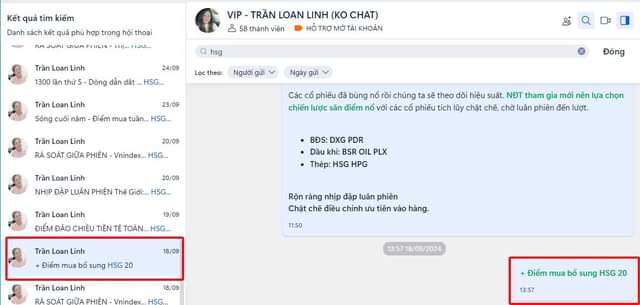 Kết quả tìm kiếm
Danh sách kết quả phù hợp trong hội thoại
RÀ SOÁT GIỮA PHIÊN - Thị... HSG...
Trần Loan Linh 24/09
1300 lần thứ 5 - Dòng dẫn dắt ... HSG...
Trần Loan Linh 23/09
Sóng cuối năm - Điểm mua tuần... HSG...
Trần Loan Linh 20/09
RÀ SOÁT GIỮA PHIÊN - Vnindex... HSG...
Trần Loan Linh 20/09
NHỊP ĐẬP LUÂN PHIÊN Thế Giới:... HSG...
Trần Loan Linh 19/09
ĐIỂM ĐẢO CHIỀU TIỀN TỆ TOÀN... HSG...
Trần Loan Linh 18/09
+ Điểm mua bổ sung HSG 20
Trần Loan Linh 18/09
RÀ SOÁT GIỮA PHIÊN - Vnindex... HSG...
Trần Loan Linh 18/09
VIP - TRẦN LOAN LINH (KO CHAT)
58 thành viên
HỖ TRỢ MỞ TÀI KHOẢN
hsg
Đóng
Lọc theo: Người gửi Ngày gửi
Các cổ phiếu đã bùng nổ rồi chúng ta sẽ theo dõi hiệu suất. NĐT tham gia mới nên lựa chọn
chiến lược săn điểm nổ với các cổ phiếu tích lũy chặt chẽ, chờ luân phiên đến lượt.
• BĐS: DXG PDR
• Dầu khí: BSR OIL PLX
• Thép: HSG HPG
Rộn ràng nhịp đập luân phiên
Chặt chẽ điều chỉnh ưu tiên vào hàng.
11:50
13:57 18/09/2024
+ Điểm mua bổ sung HSG 20
13:57